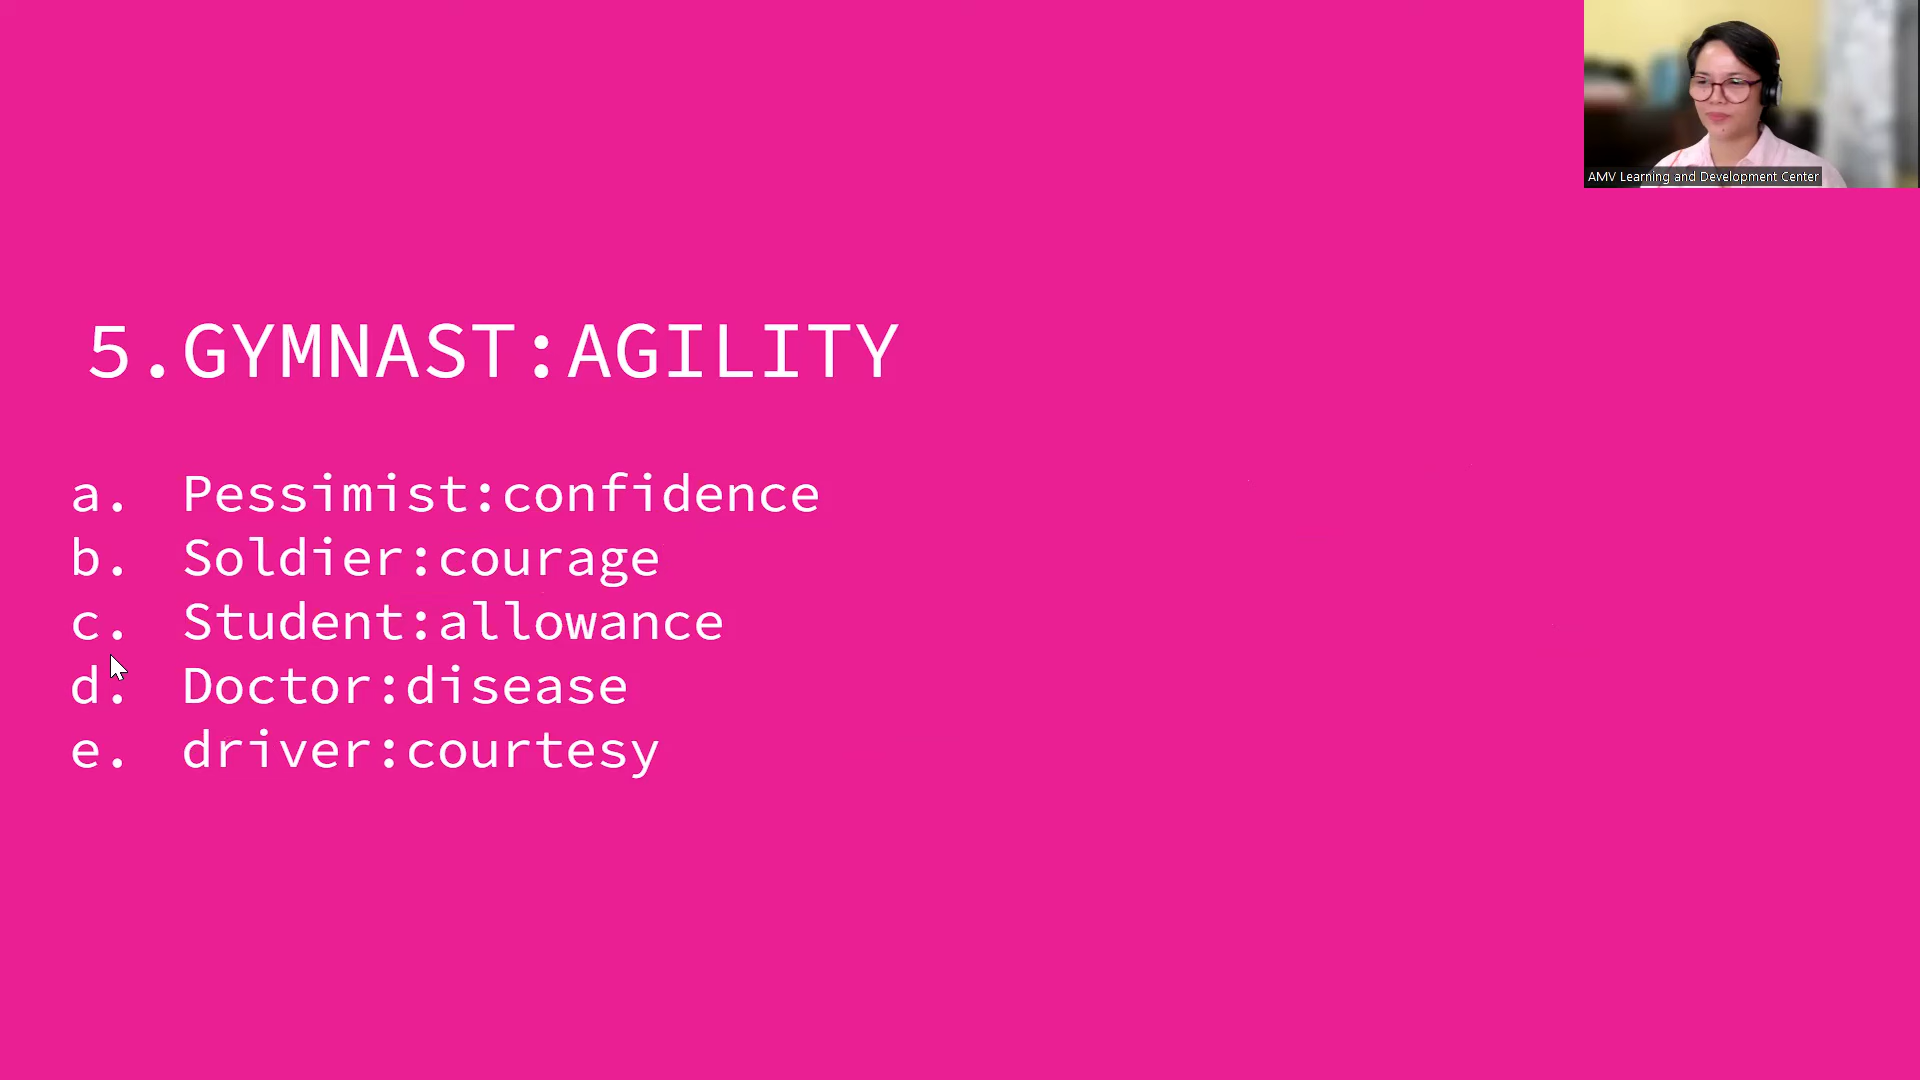 AMV Learning and Development Center
5.GYMNAST:AGILITY
a. Pessimist:confidence
b. Soldier:courage
c. Student:allowance
d. Doctor:disease
e. driver:courtesy